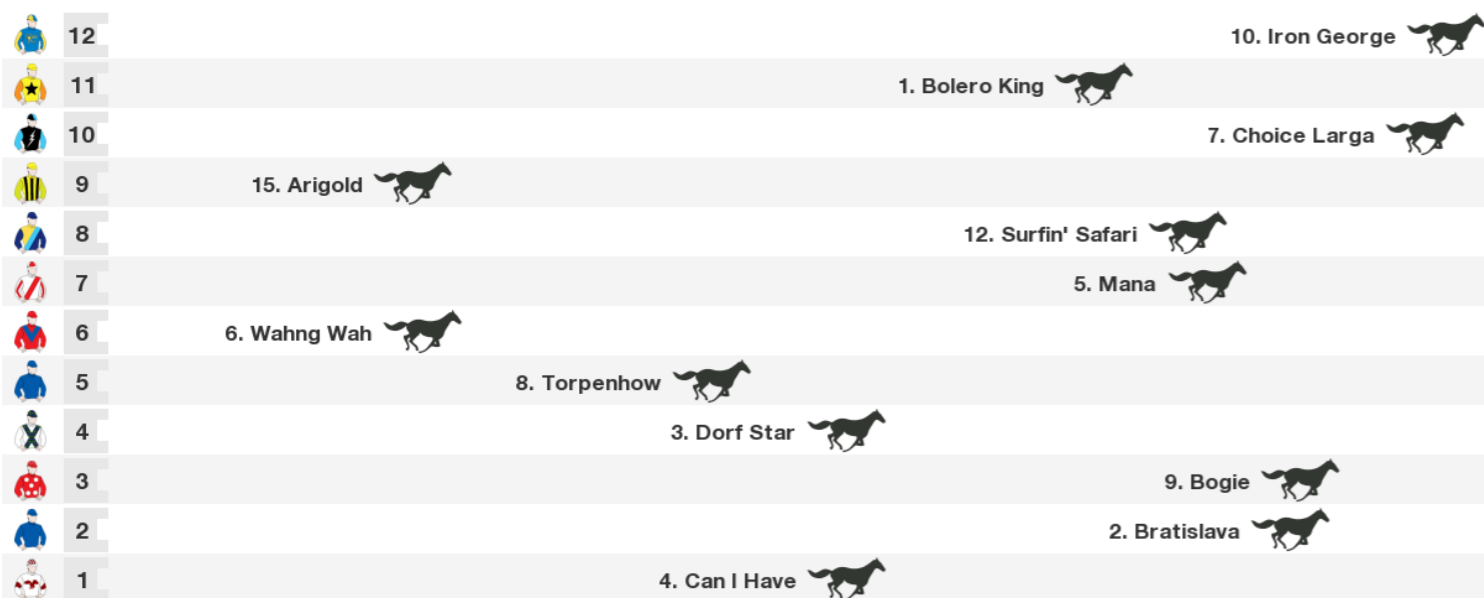 12 10. Iron George
11 1. Bolero King
10 7. Choice Larga
9 15. Arigold
8 12. Surfin' Safari
7 5. Mana
6 6. Wahng Wah
5 8. Torpenhow
4 3. Dorf Star
3 9. Bogie
2 2. Bratislava
1 4. Can I Have